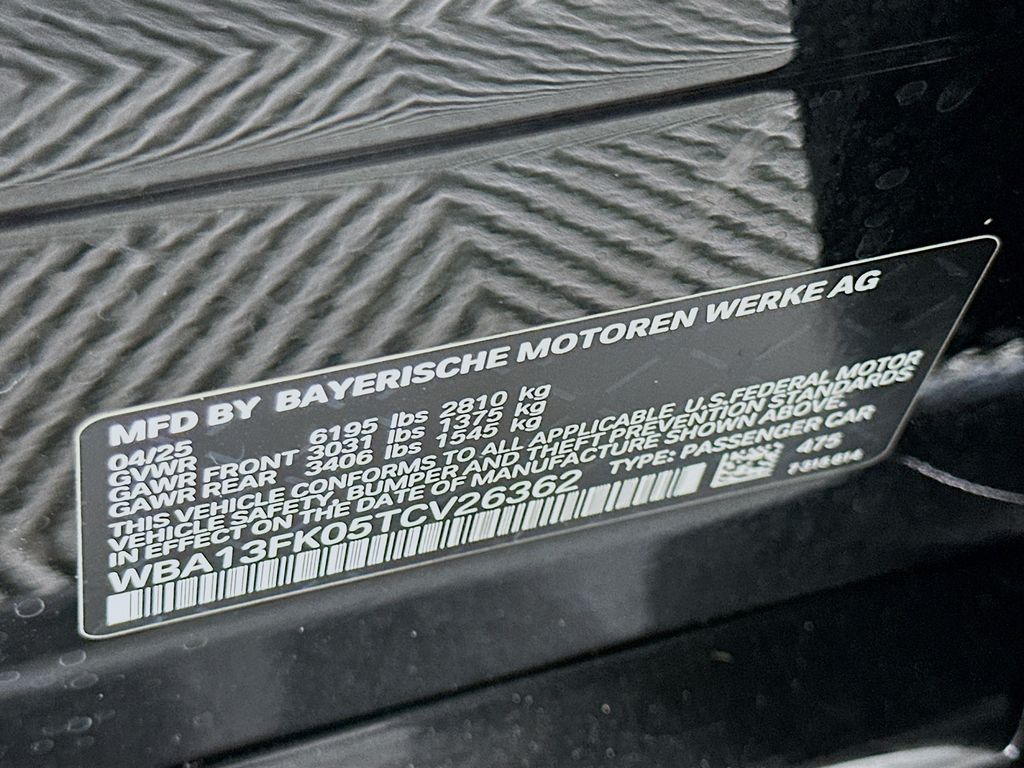 MFD BY BAYERISCHE MOTOREN WERKE AG
04/25
GVWR 6195 lbs 2810 kg
GAWR FRONT 3031 lbs 1375 kg
GAWR REAR 3406 lbs 1545 kg
THIS VEHICLE CONFORMS TO ALL APPLICABLE U.S. FEDERAL MOTOR
VEHICLE SAFETY, BUMPER AND THEFT PREVENTION STANDARDS
IN EFFECT ON THE DATE OF MANUFACTURE SHOWN ABOVE.
WBA13FK05TCV26362 TYPE: PASSENGER CAR
475